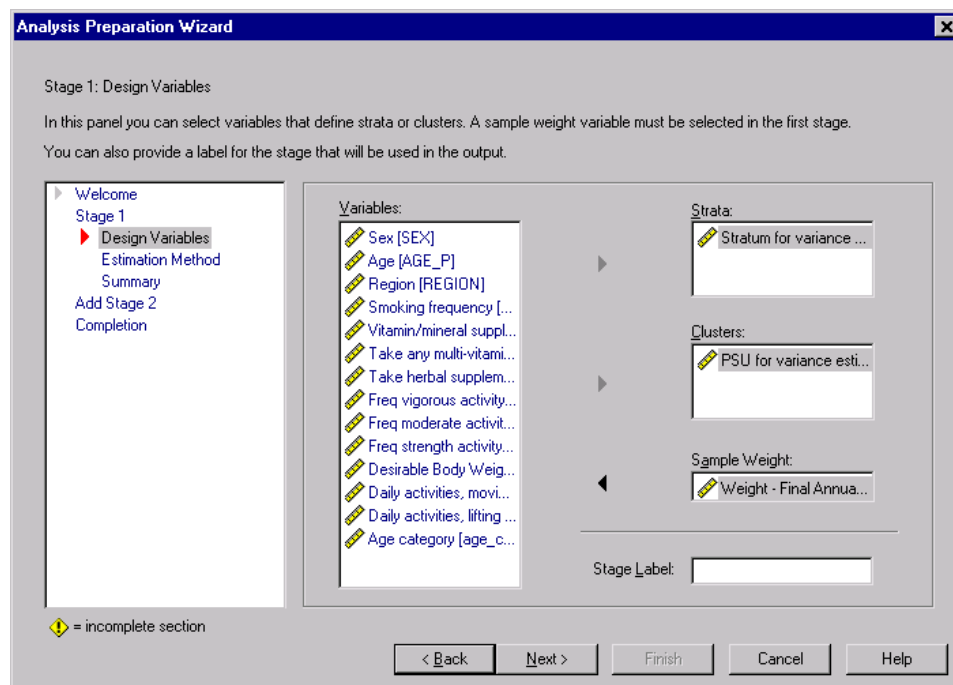 Analysis Preparation Wizard
Stage 1: Design Variables
In this panel you can select variables that define strata or clusters. A sample weight variable must be selected in the first stage.
You can also provide a label for the stage that will be used in the output.
Welcome
Stage 1
Design Variables
Estimation Method
Summary
Add Stage 2
Completion
Variables:
Sex [SEX]
Age [AGE_P]
Region [REGION]
Smoking frequency [...
Vitamin/mineral suppl...
Take any multi-vitami...
Take herbal supplem...
Freq vigorous activity...
Freq moderate activit...
Freq strength activity...
Desirable Body Weig...
Daily activities, movi...
Daily activities, lifting ...
Age category [age_c...
Strata:
Stratum for variance ...
Clusters:
PSU for variance esti...
Sample Weight:
Weight - Final Annua...
Stage Label:
= incomplete section
< Back
Next >
Finish
Cancel
Help